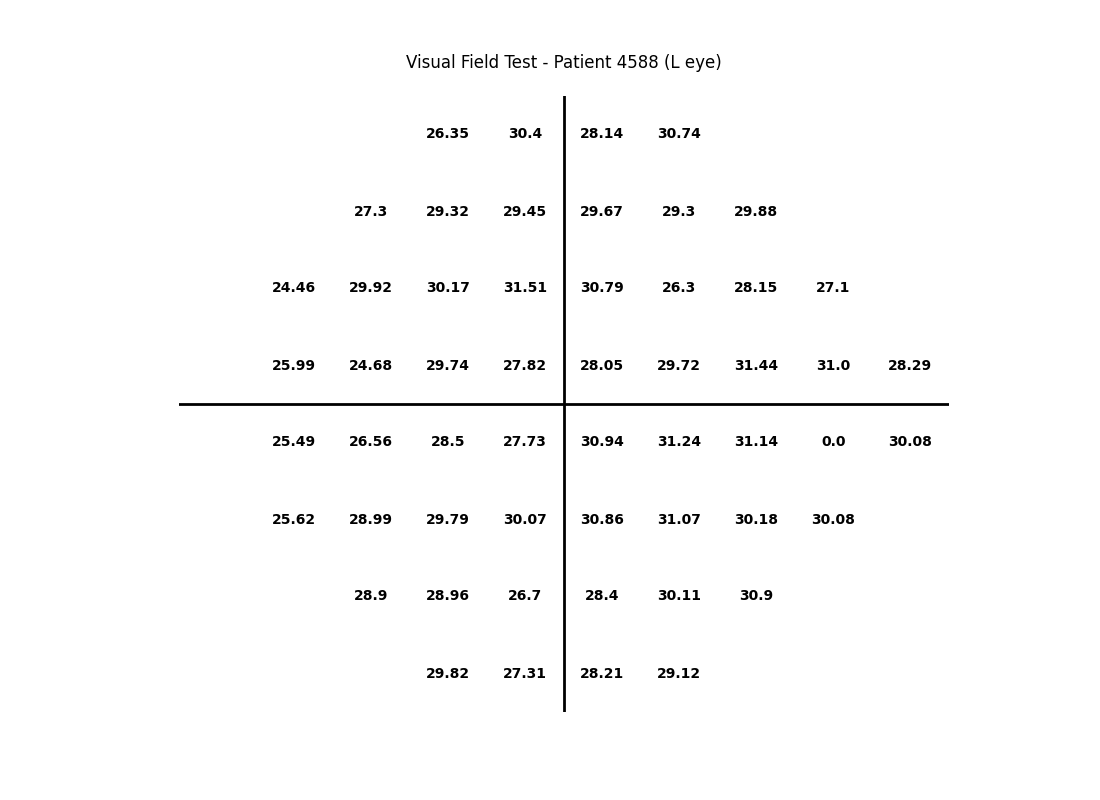 Visual Field Test - Patient 4588 (L eye)
26.35 30.4 28.14 30.74
27.3 29.32 29.45 29.67 29.3 29.88
24.46 29.92 30.17 31.51 30.79 26.3 28.15 27.1
25.99 24.68 29.74 27.82 28.05 29.72 31.44 31.0 28.29
25.49 26.56 28.5 27.73 30.94 31.24 31.14 0.0 30.08
25.62 28.99 29.79 30.07 30.86 31.07 30.18 30.08
28.9 28.96 26.7 28.4 30.11 30.9
29.82 27.31 28.21 29.12